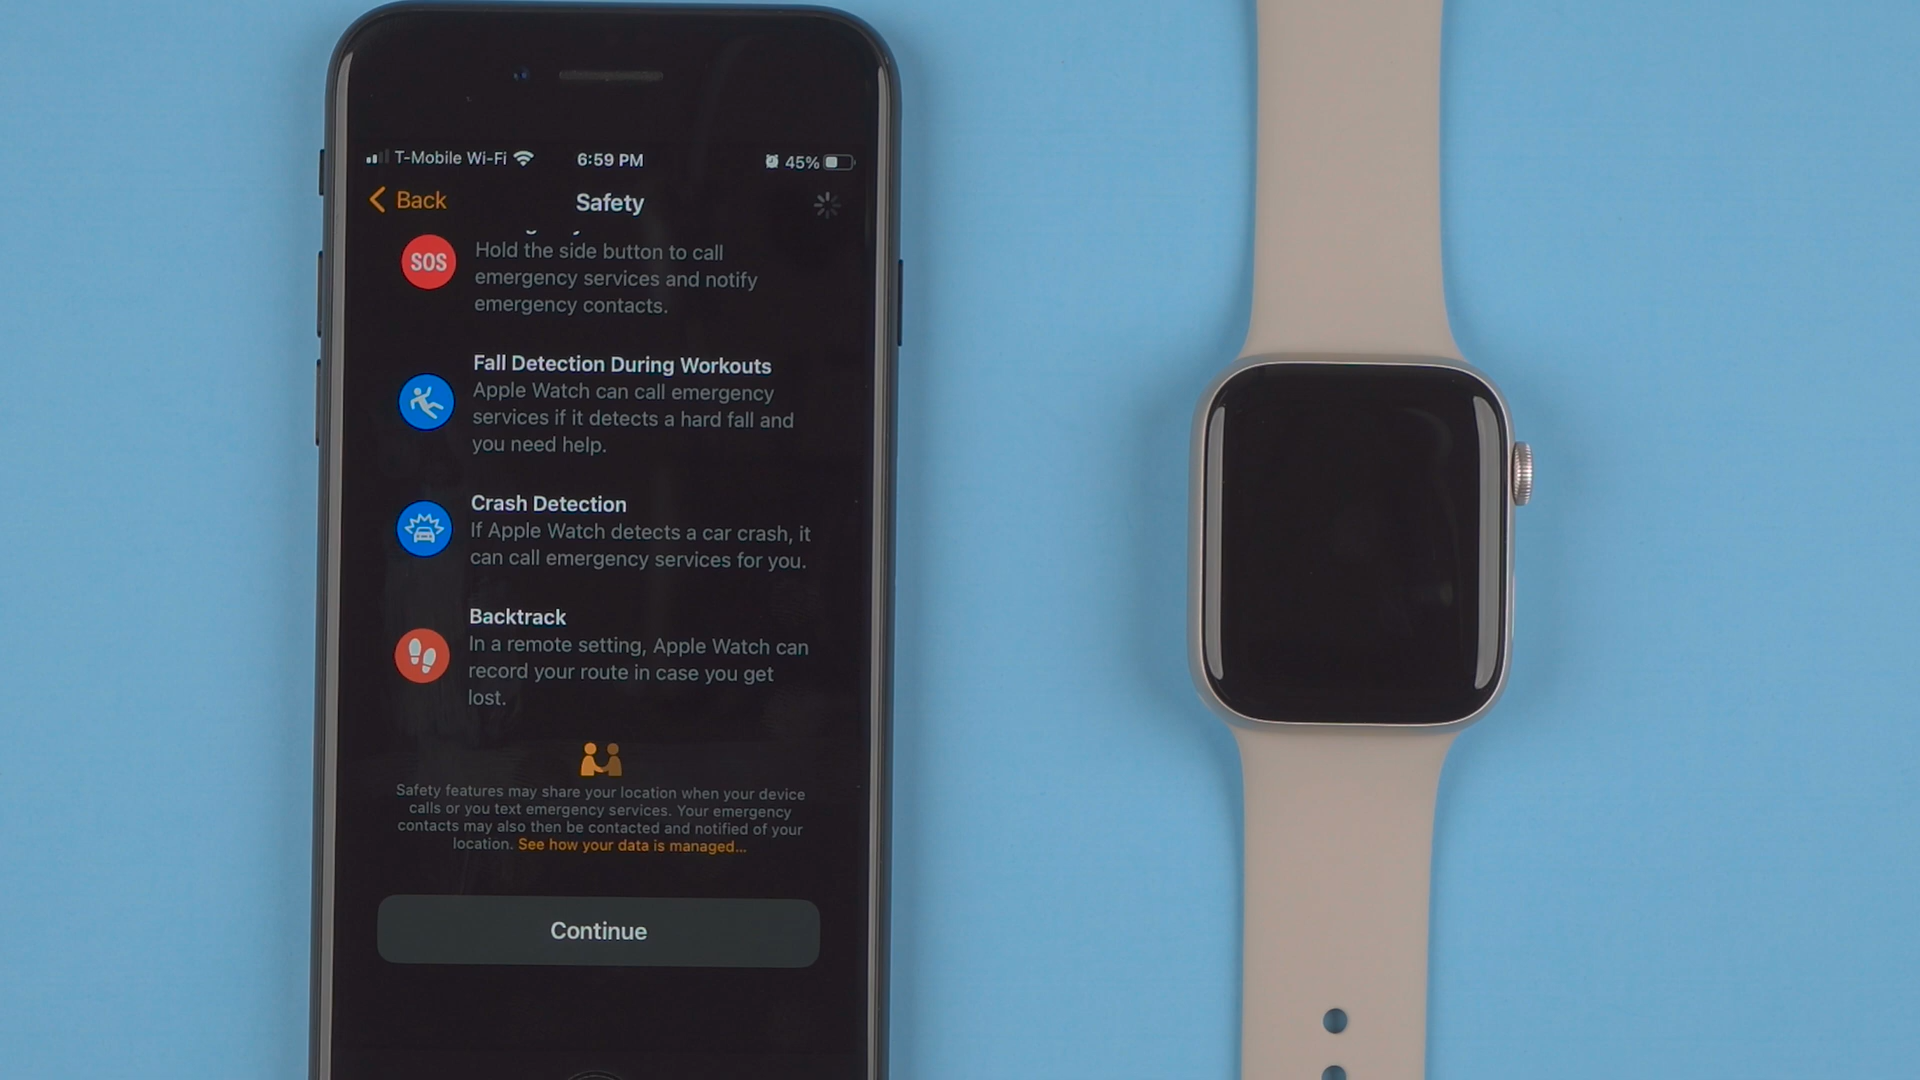 T-Mobile Wi-Fi 6:59 PM 45%
Back Safety
SOS
Hold the side button to call
emergency services and notify
emergency contacts.
Fall Detection During Workouts
Apple Watch can call emergency
services if it detects a hard fall and
you need help.
Crash Detection
If Apple Watch detects a car crash, it
can call emergency services for you.
Backtrack
In a remote setting, Apple Watch can
record your route in case you get
lost.
Safety features may share your location when your device
calls or you text emergency services. Your emergency
contacts may also then be contacted and notified of your
location. See how your data is managed...
Continue